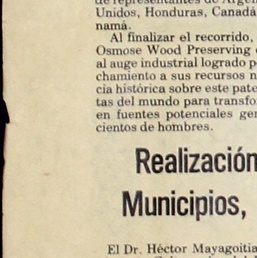 de representantes de Argen
Unidos, Honduras, Canadá
namá.
Al finalizar el recorrido,
Osmose Wood Preserving
al auge industrial logrado p
chamiento a sus recursos n
cia histórica sobre este pate
tas del mundo para transfo
en fuentes potenciales ge
cientos de hombres.
Realización
Municipios,
El Dr. Héctor Mayagoitia